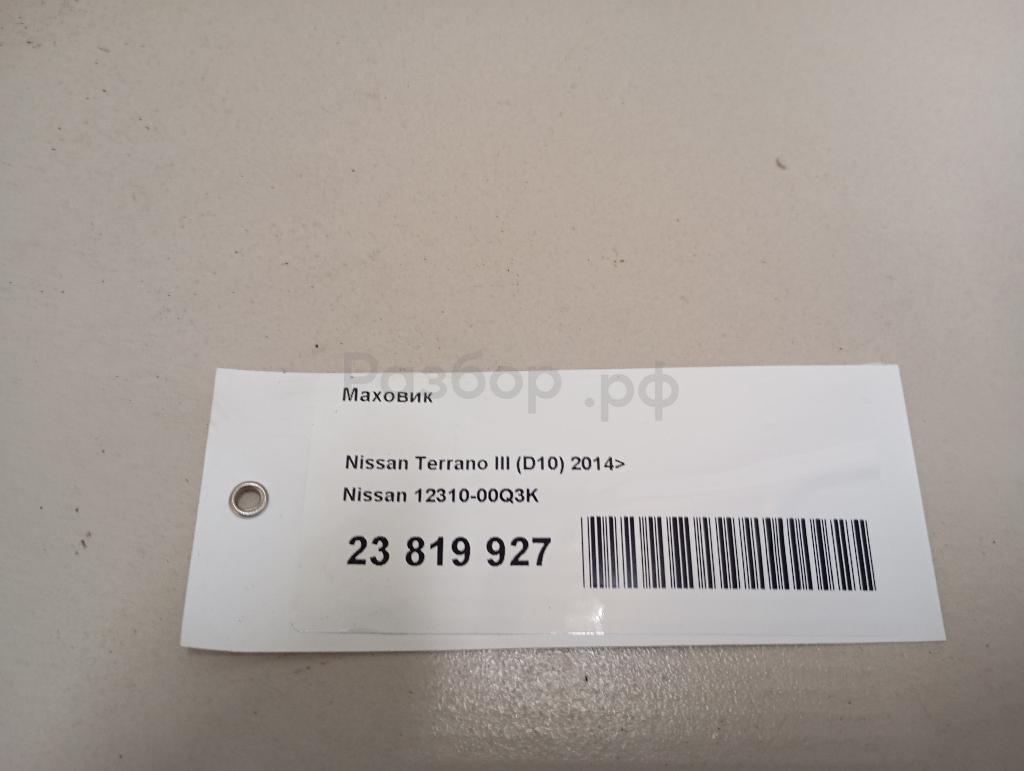 Разбор.рф
Маховик
Nissan Terrano III (D10) 2014>
Nissan 12310-00Q3K
23 819 927